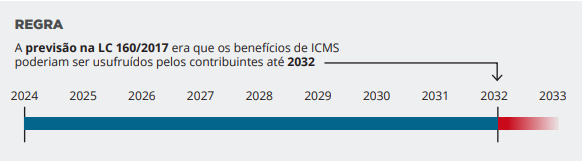 REGRA
A previsão na LC 160/2017 era que os benefícios de ICMS
poderiam ser usufruídos pelos contribuintes até 2032
2024 2025 2026 2027 2028 2029 2030 2031 2032 2033